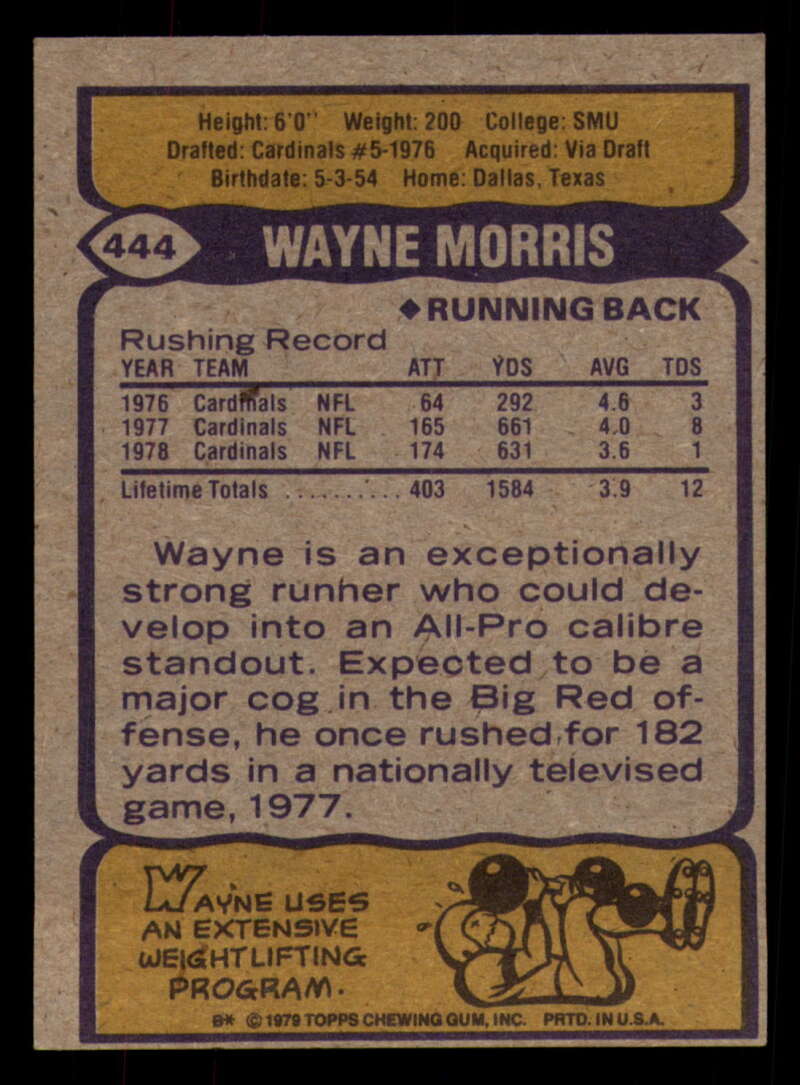 Height: 6'0" Weight: 200 College: SMU
Drafted: Cardinals #5-1976 Acquired: Via Draft
Birthdate: 5-3-54 Home: Dallas, Texas
444 WAYNE MORRIS
◆ RUNNING BACK
Rushing Record
YEAR TEAM ATT YDS AVG TDS
1976 Cardinals NFL 64 292 4.6 3
1977 Cardinals NFL 165 661 4.0 8
1978 Cardinals NFL 174 631 3.6 1
Lifetime Totals .......... 403 1584 3.9 12
Wayne is an exceptionally
strong runner who could de-
velop into an All-Pro calibre
standout. Expected to be a
major cog in the Big Red of-
fense, he once rushed for 182
yards in a nationally televised
game, 1977.
WAYNE USES
AN EXTENSIVE
WEIGHTLIFTING
PROGRAM.
B* © 1979 TOPPS CHEWING GUM, INC. PRTD. IN U.S.A.